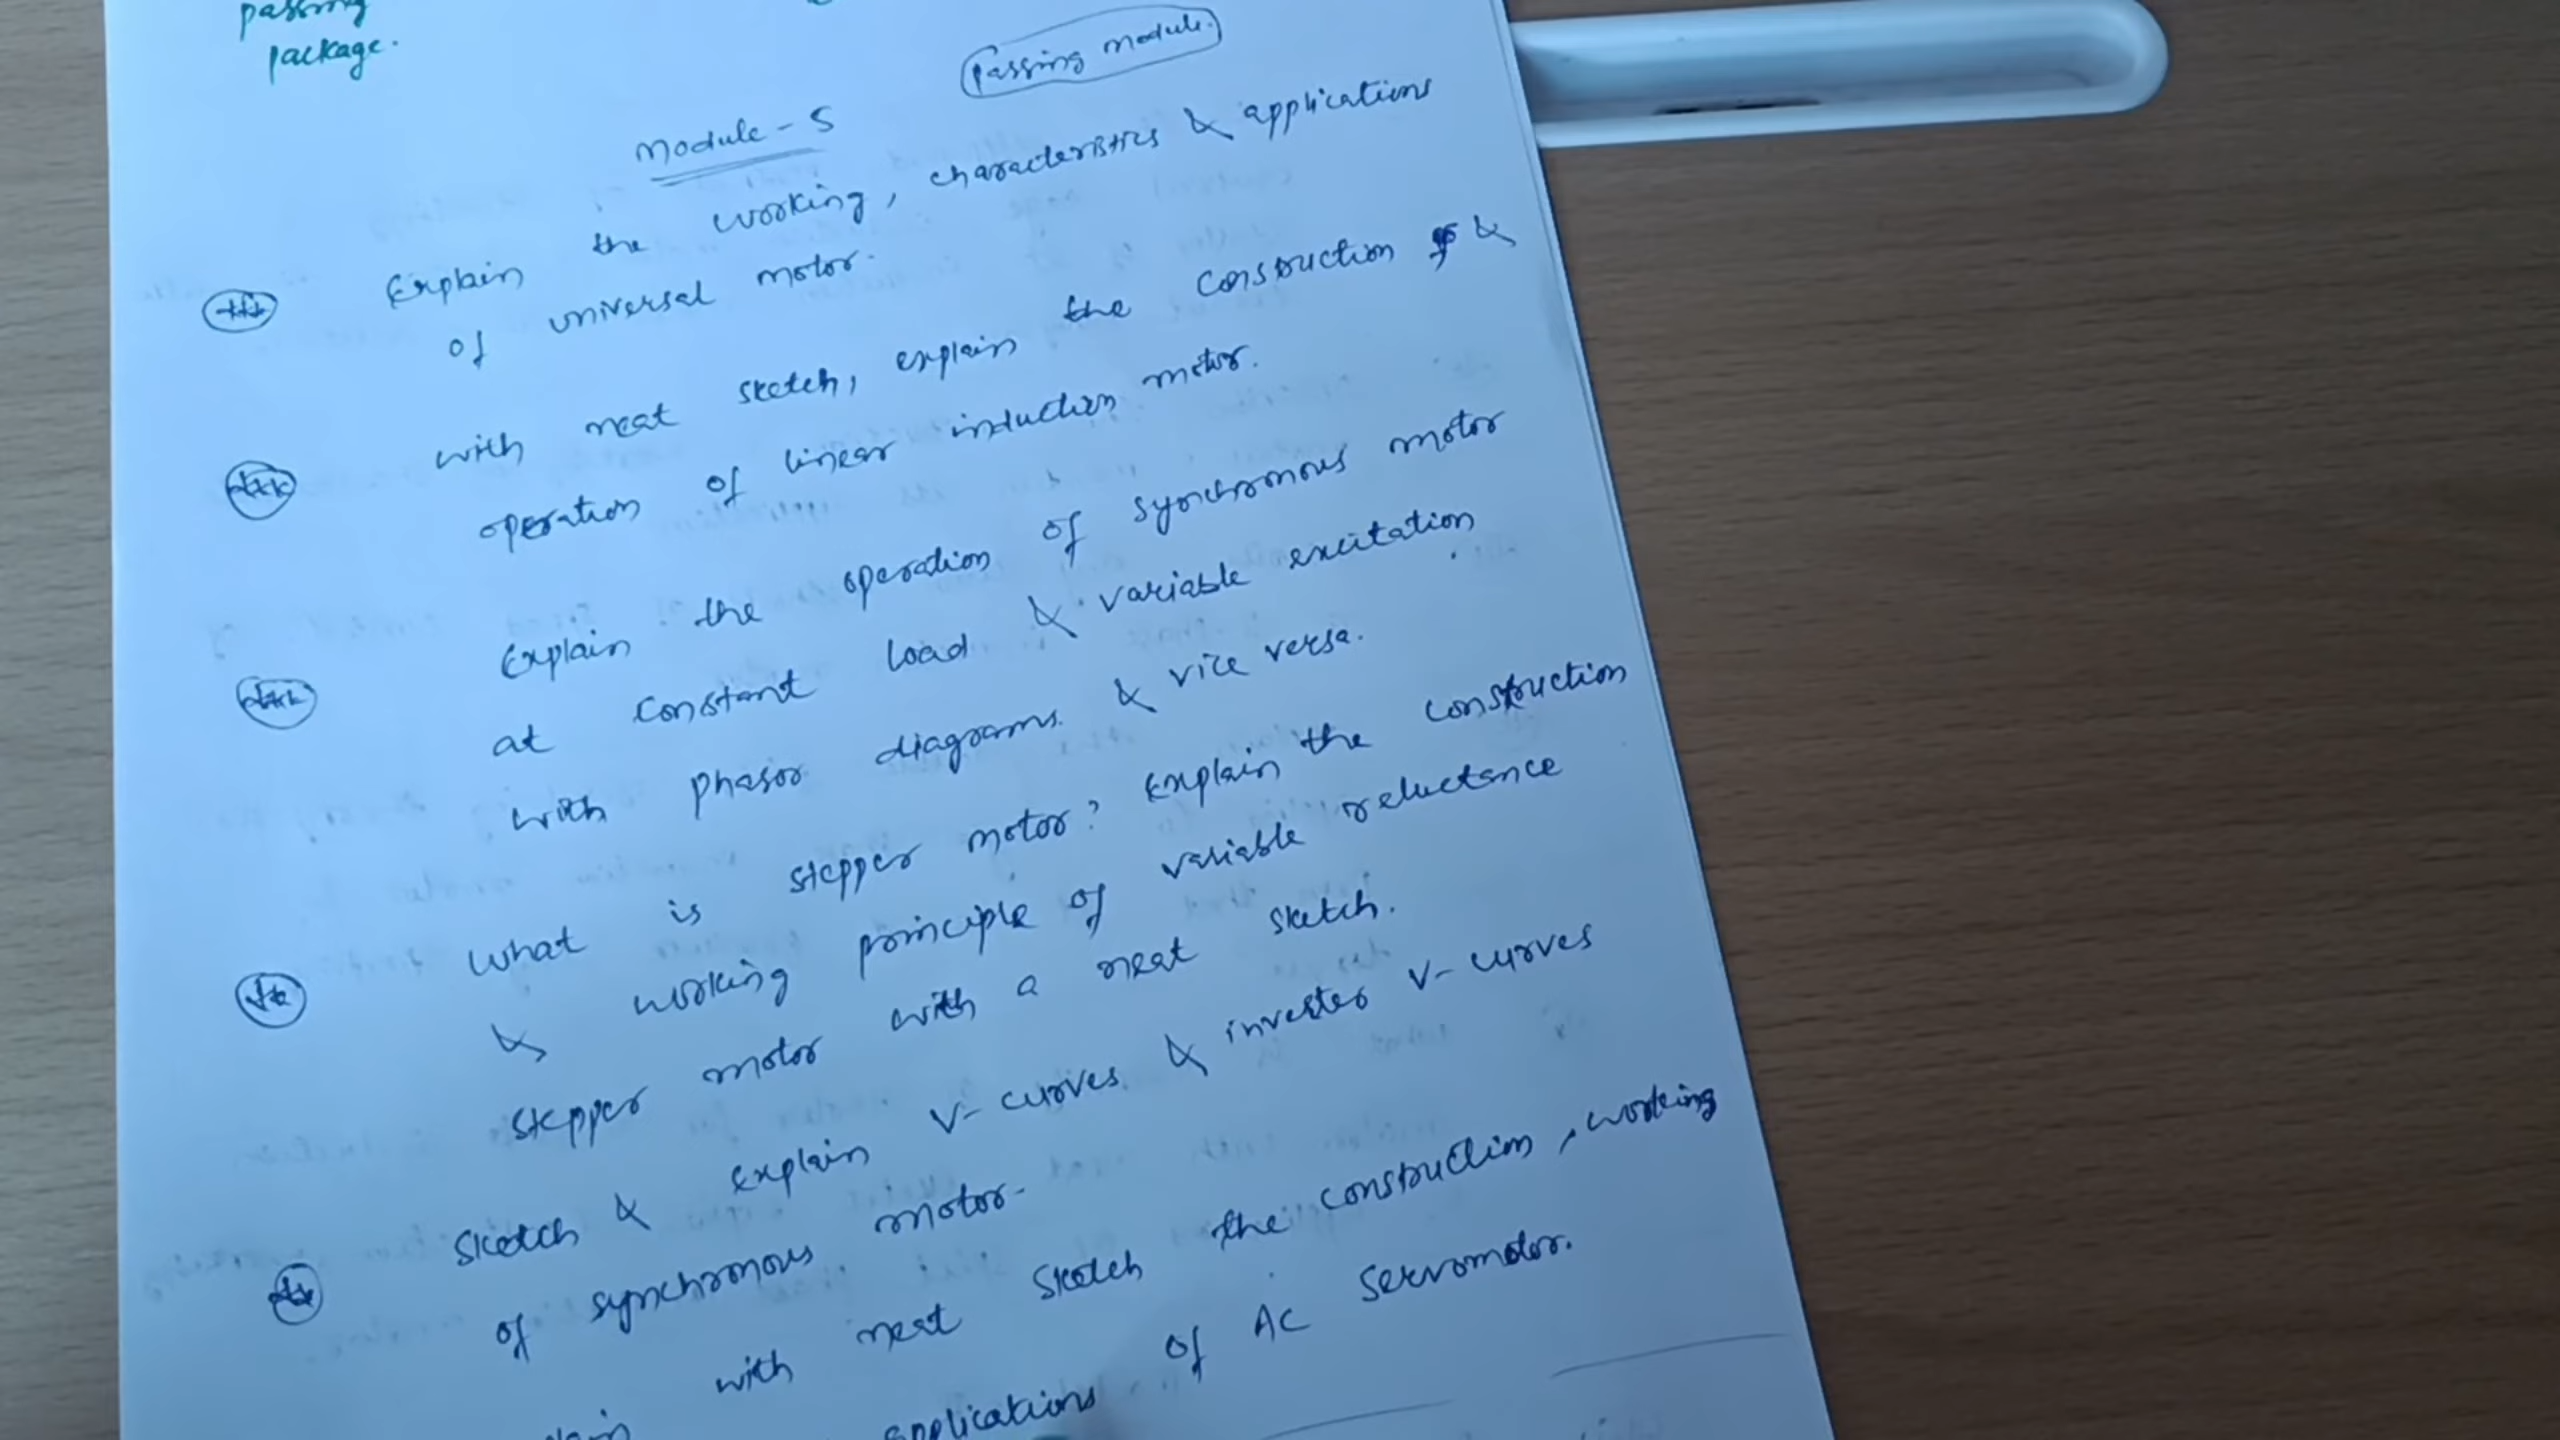 passing
package.
Passing module.
Module - 5
Explain the working, characteristics & applications
of universal motor.
with neat sketch, explain the construction &
operation of linear induction motor.
Explain the operation of synchronous motor
at constant load & variable excitation
with phasor diagrams. & vice versa.
What is stepper motor? Explain the construction
& working principle of variable reluctance
stepper motor with a neat sketch.
Sketch & explain V- curves & inverter V- curves
of synchronous motor.
with neat sketch the construction, working
applications of AC servomotor.